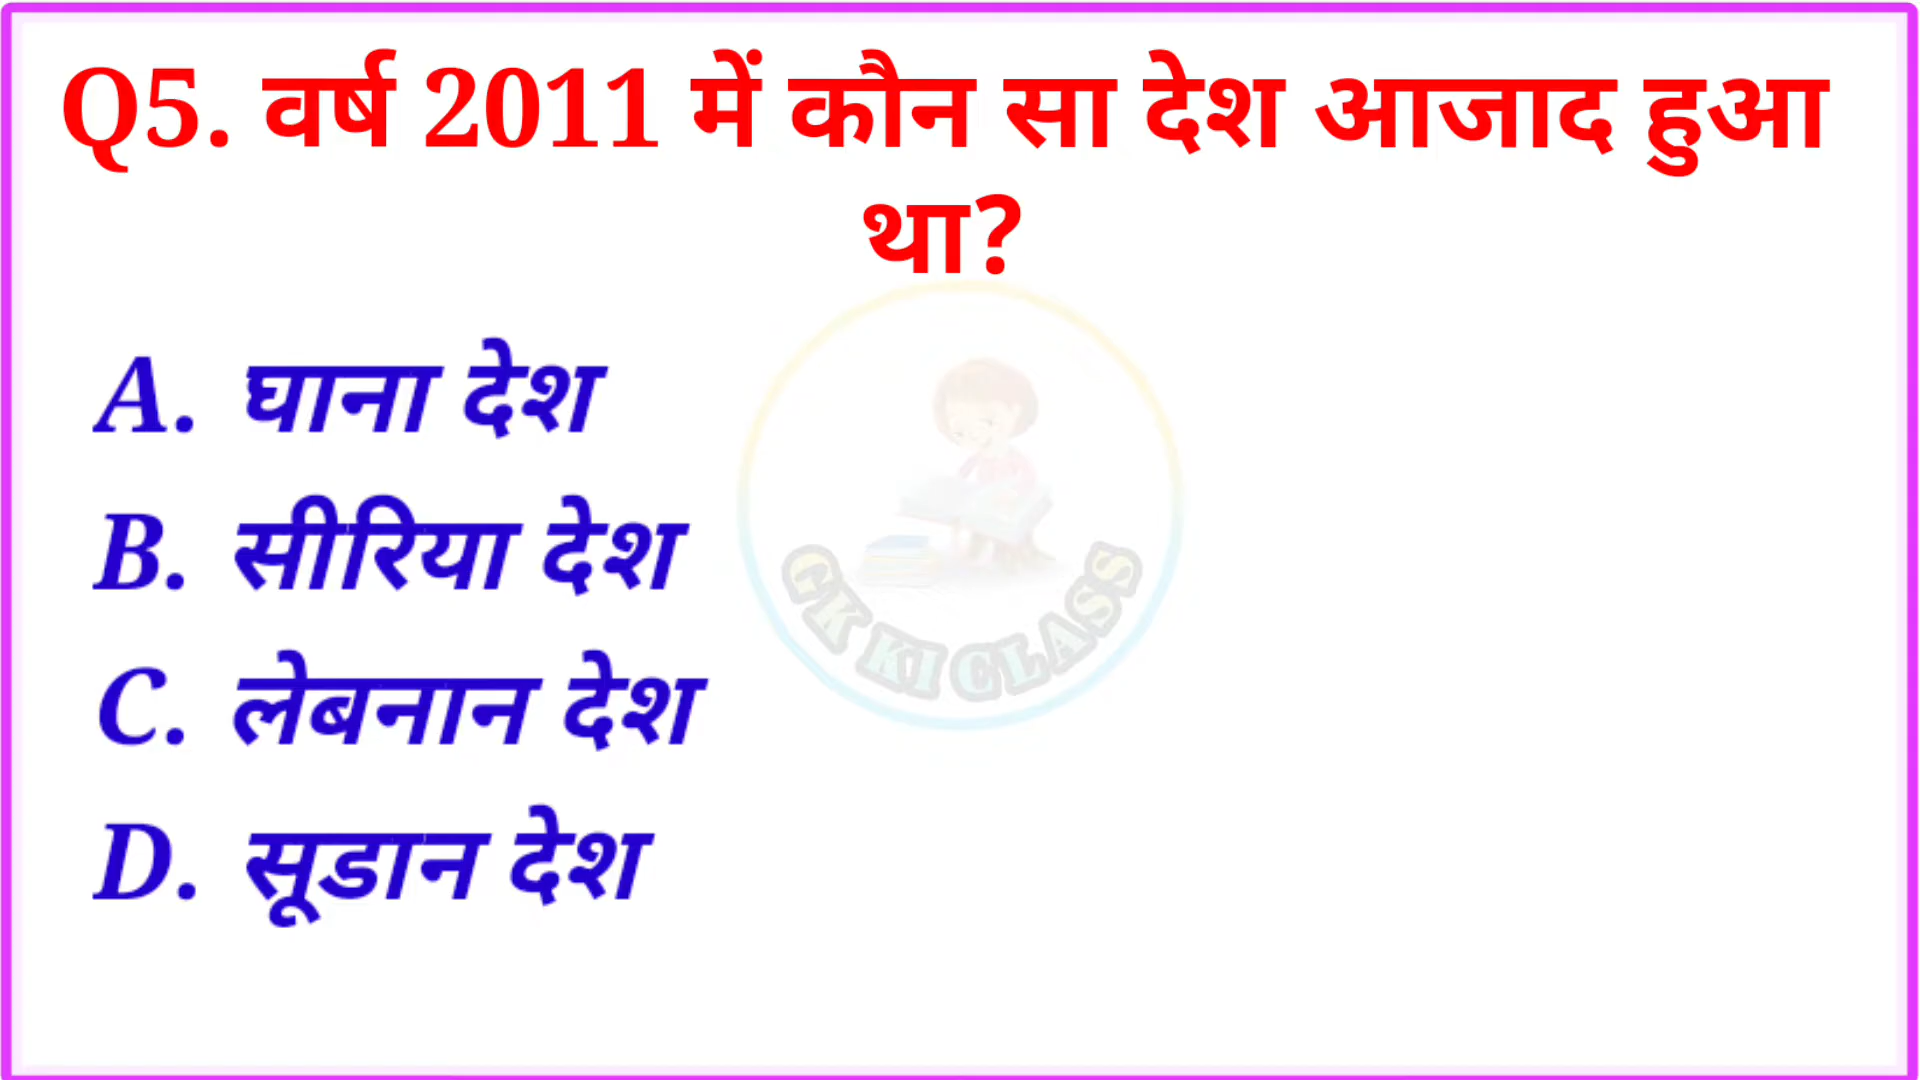 Q5. वर्ष 2011 में कौन सा देश आजाद हुआ
था?
A. घाना देश
B. सीरिया देश
C. लेबनान देश
D. सूडान देश
GK KI CLASS